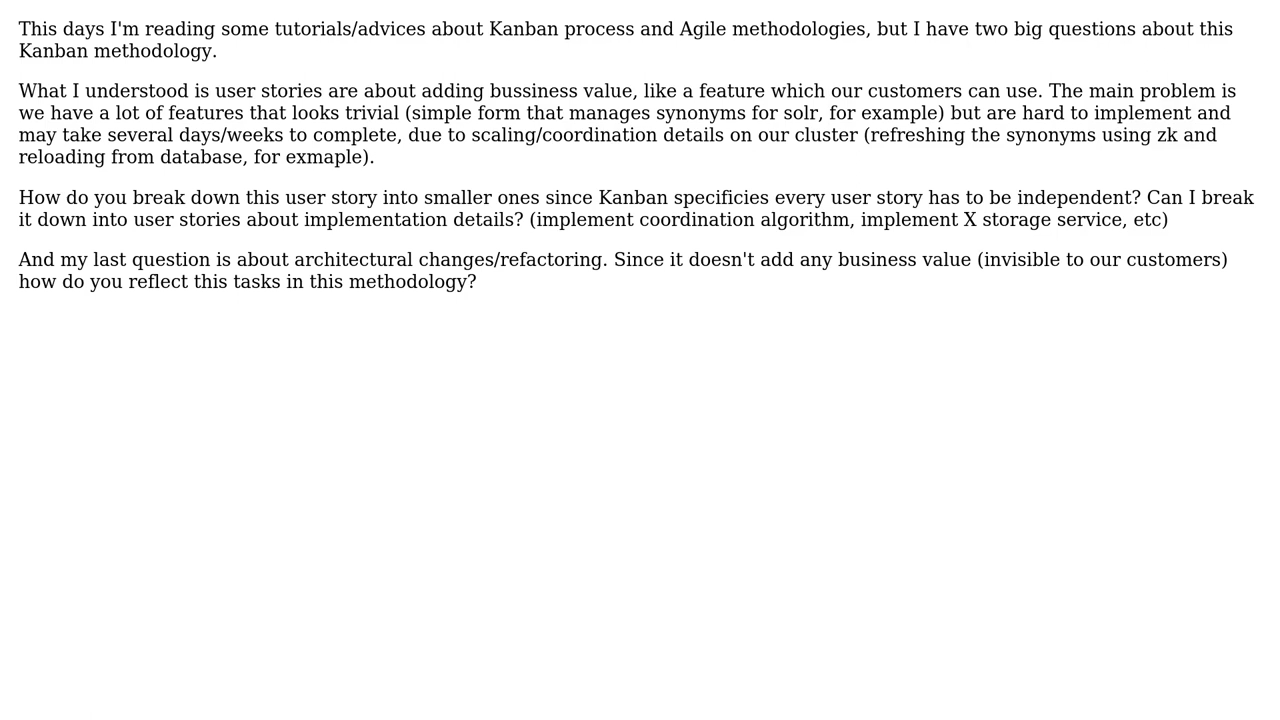 This days I'm reading some tutorials/advices about Kanban process and Agile methodologies, but I have two big questions about this
Kanban methodology.
What I understood is user stories are about adding bussiness value, like a feature which our customers can use. The main problem is
we have a lot of features that looks trivial (simple form that manages synonyms for solr, for example) but are hard to implement and
may take several days/weeks to complete, due to scaling/coordination details on our cluster (refreshing the synonyms using zk and
reloading from database, for exmaple).
How do you break down this user story into smaller ones since Kanban specificies every user story has to be independent? Can I break
it down into user stories about implementation details? (implement coordination algorithm, implement X storage service, etc)
And my last question is about architectural changes/refactoring. Since it doesn't add any business value (invisible to our customers)
how do you reflect this tasks in this methodology?